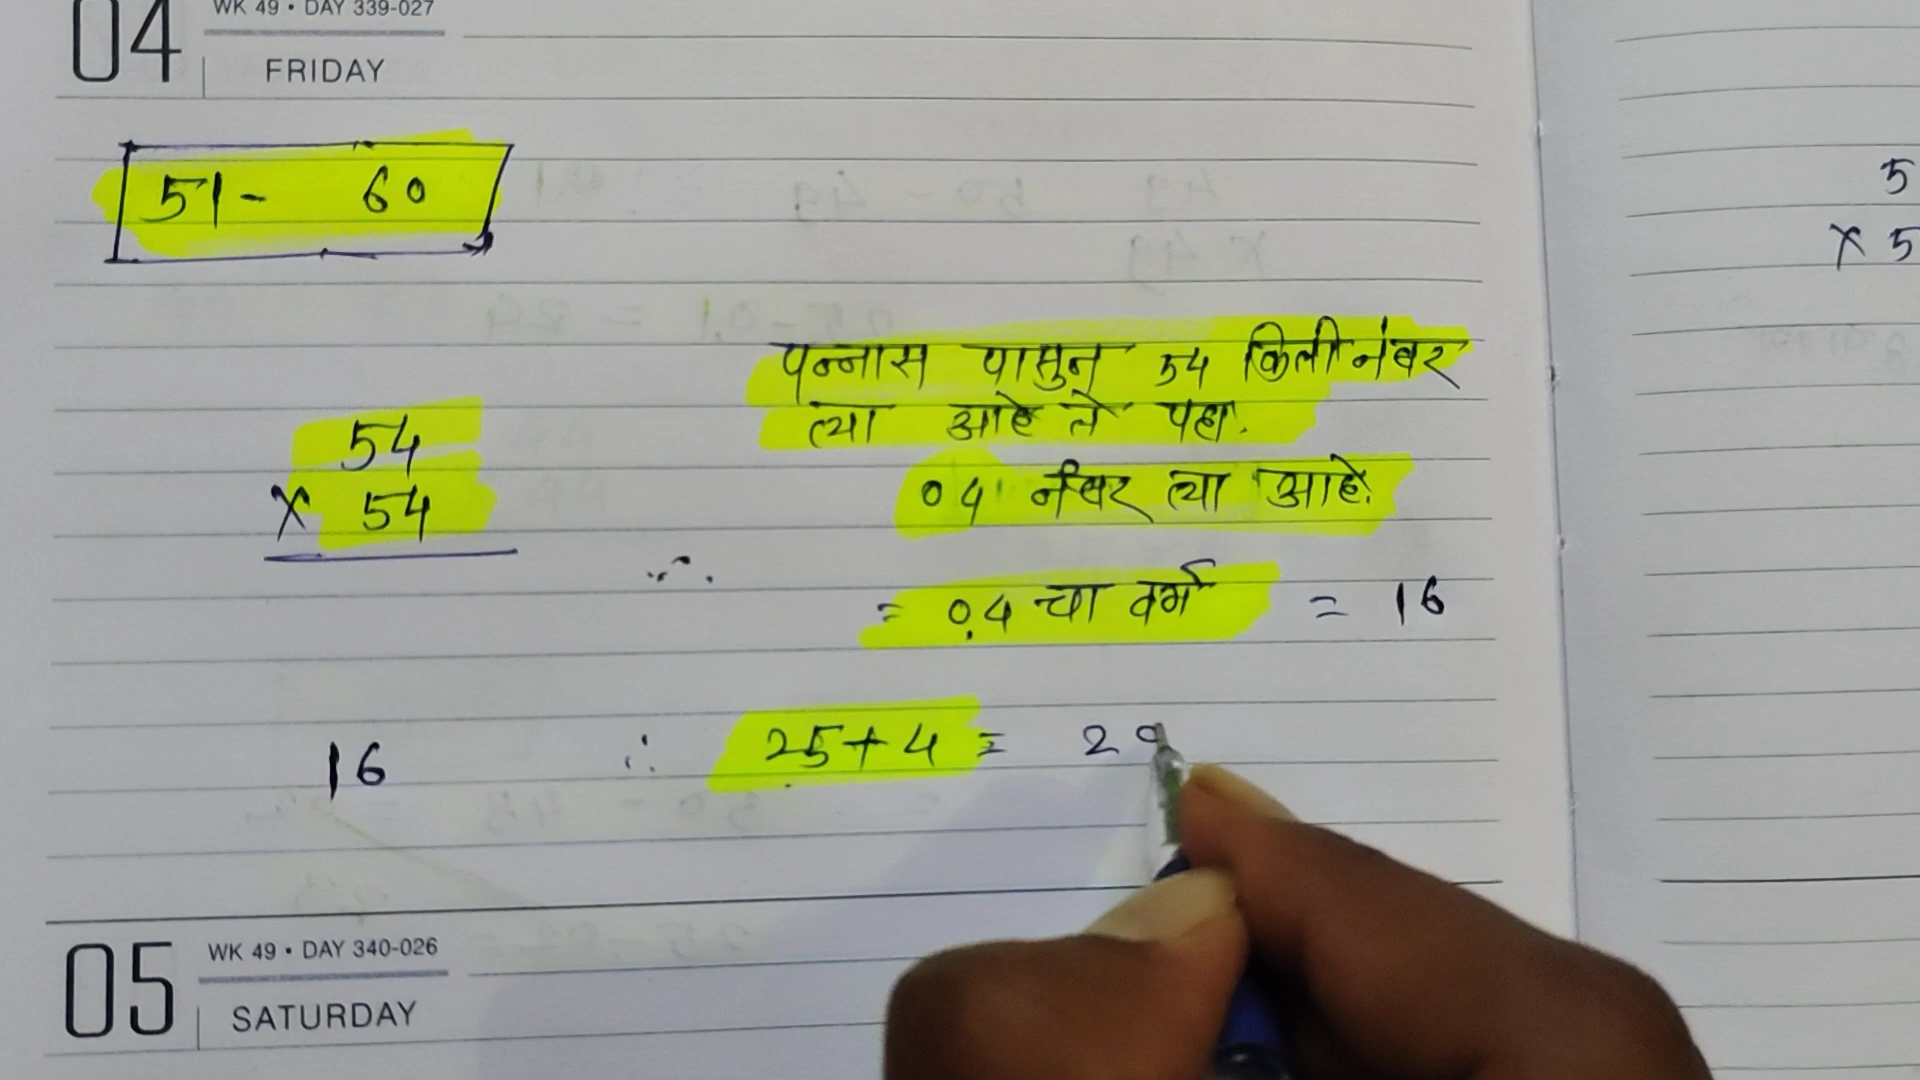 04 WK 49 • DAY 339-027
FRIDAY
51- 60
पन्नास पासुन 54 कितीनंबर
त्या आहे ते पहा.
54
× 54
04 नंबर त्या आहे.
∴ = 04 चा वर्ग = 16
16 ∴ 25+4 = 29
5
× 5
05 WK 49 • DAY 340-026
SATURDAY